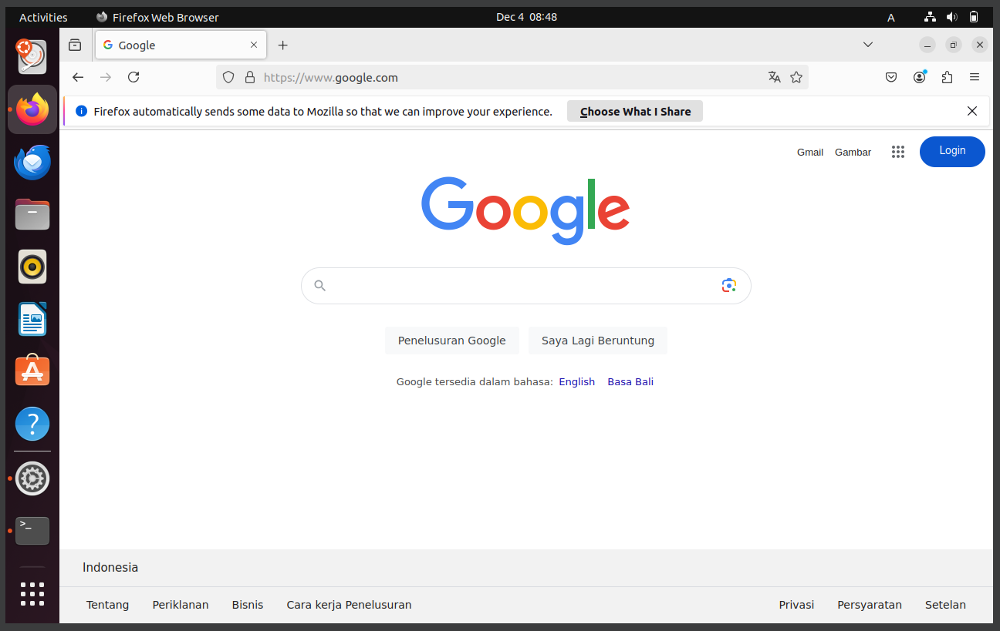 Activities Firefox Web Browser Dec 4 08:48 A
Google
https://www.google.com
Firefox automatically sends some data to Mozilla so that we can improve your experience. Choose What I Share
Gmail Gambar Login
Google
Penelusuran Google Saya Lagi Beruntung
Google tersedia dalam bahasa: English Basa Bali
>_
Indonesia
Tentang Periklanan Bisnis Cara kerja Penelusuran Privasi Persyaratan Setelan